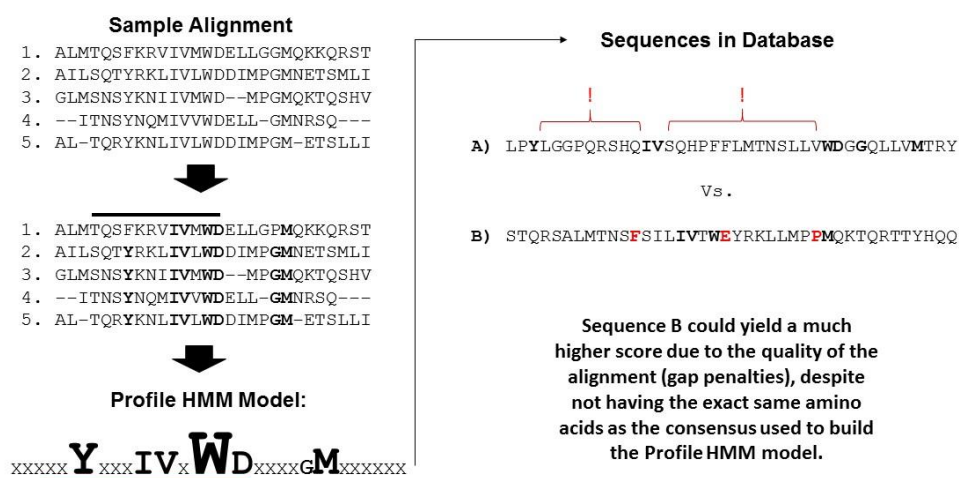 Sample Alignment
1. ALMTQSFKRVIVMWDELLGGMQKKQRST
2. AILSQTYRKLIVLWDDIMPGMNETSMLI
3. GLMSNSYKNIIVMWD--MPGMQKTQSHV
4. --ITNSYNQMIVVWDELL-GMNRSQ---
5. AL-TQRYKNLIVLWDDIMPGM-ETSLLI
1. ALMTQSFKRVIVMWDELLGPMQKKQRST
2. AILSQTYRKLIVLWDDIMPGMNETSMLI
3. GLMSNSYKNIIVMWD--MPGMQKTQSHV
4. --ITNSYNQMIVVWDELL-GMNRSQ---
5. AL-TQRYKNLIVLWDDIMPGM-ETSLLI
Profile HMM Model:
xxxxxYxxxIVxWDxxxxGMxxxxxx
Sequences in Database
! !
A) LPYLGGPQRSHQIVSQHPFFLMTNSLLVWDGGQLLVMTRY
Vs.
B) STQRSALMTNSFSILIVTWEYRKLLMPPMQKTQRTTYHQQ
Sequence B could yield a much
higher score due to the quality of the
alignment (gap penalties), despite
not having the exact same amino
acids as the consensus used to build
the Profile HMM model.